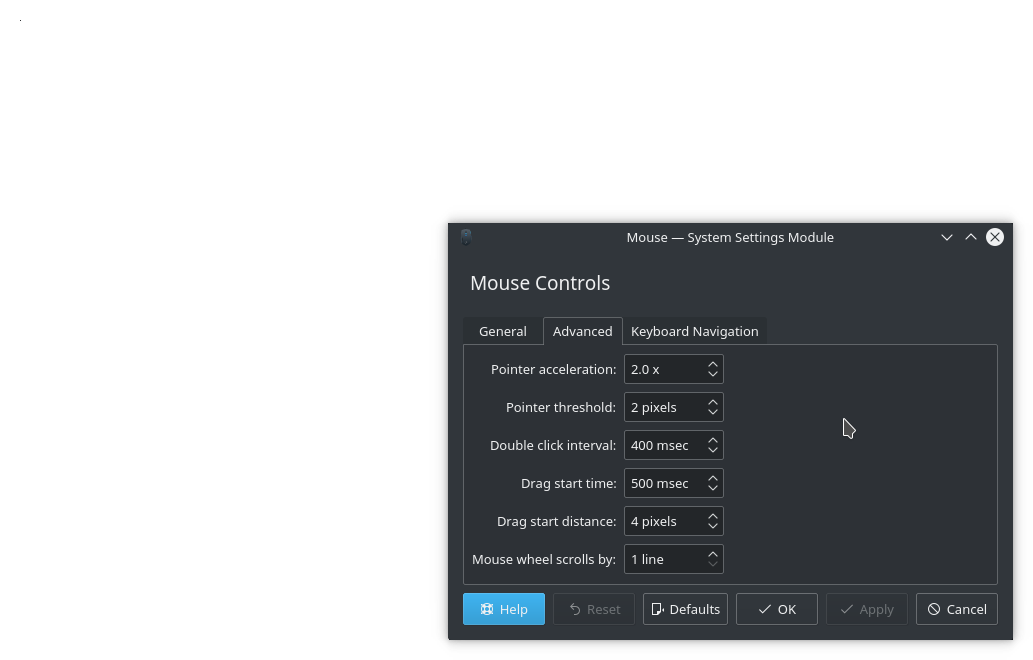 Mouse — System Settings Module
Mouse Controls
General Advanced Keyboard Navigation
Pointer acceleration: 2.0 x
Pointer threshold: 2 pixels
Double click interval: 400 msec
Drag start time: 500 msec
Drag start distance: 4 pixels
Mouse wheel scrolls by: 1 line
Help Reset Defaults OK Apply Cancel